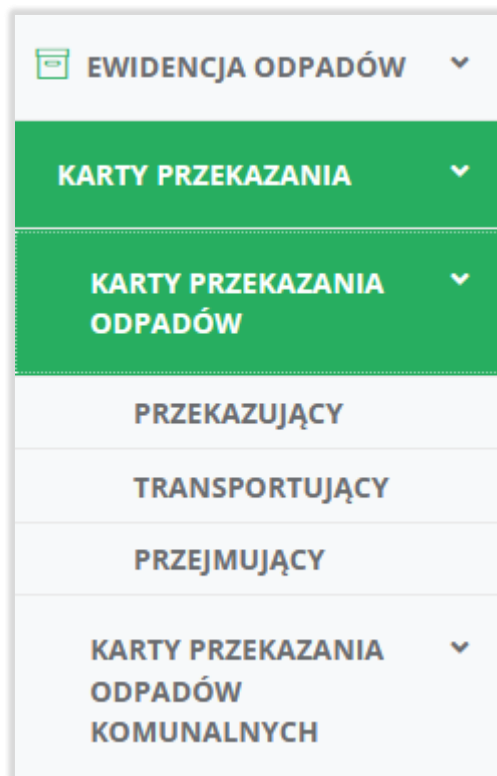 EWIDENCJA ODPADÓW
KARTY PRZEKAZANIA
KARTY PRZEKAZANIA
ODPADÓW
PRZEKAZUJĄCY
TRANSPORTUJĄCY
PRZEJMUJĄCY
KARTY PRZEKAZANIA
ODPADÓW
KOMUNALNYCH